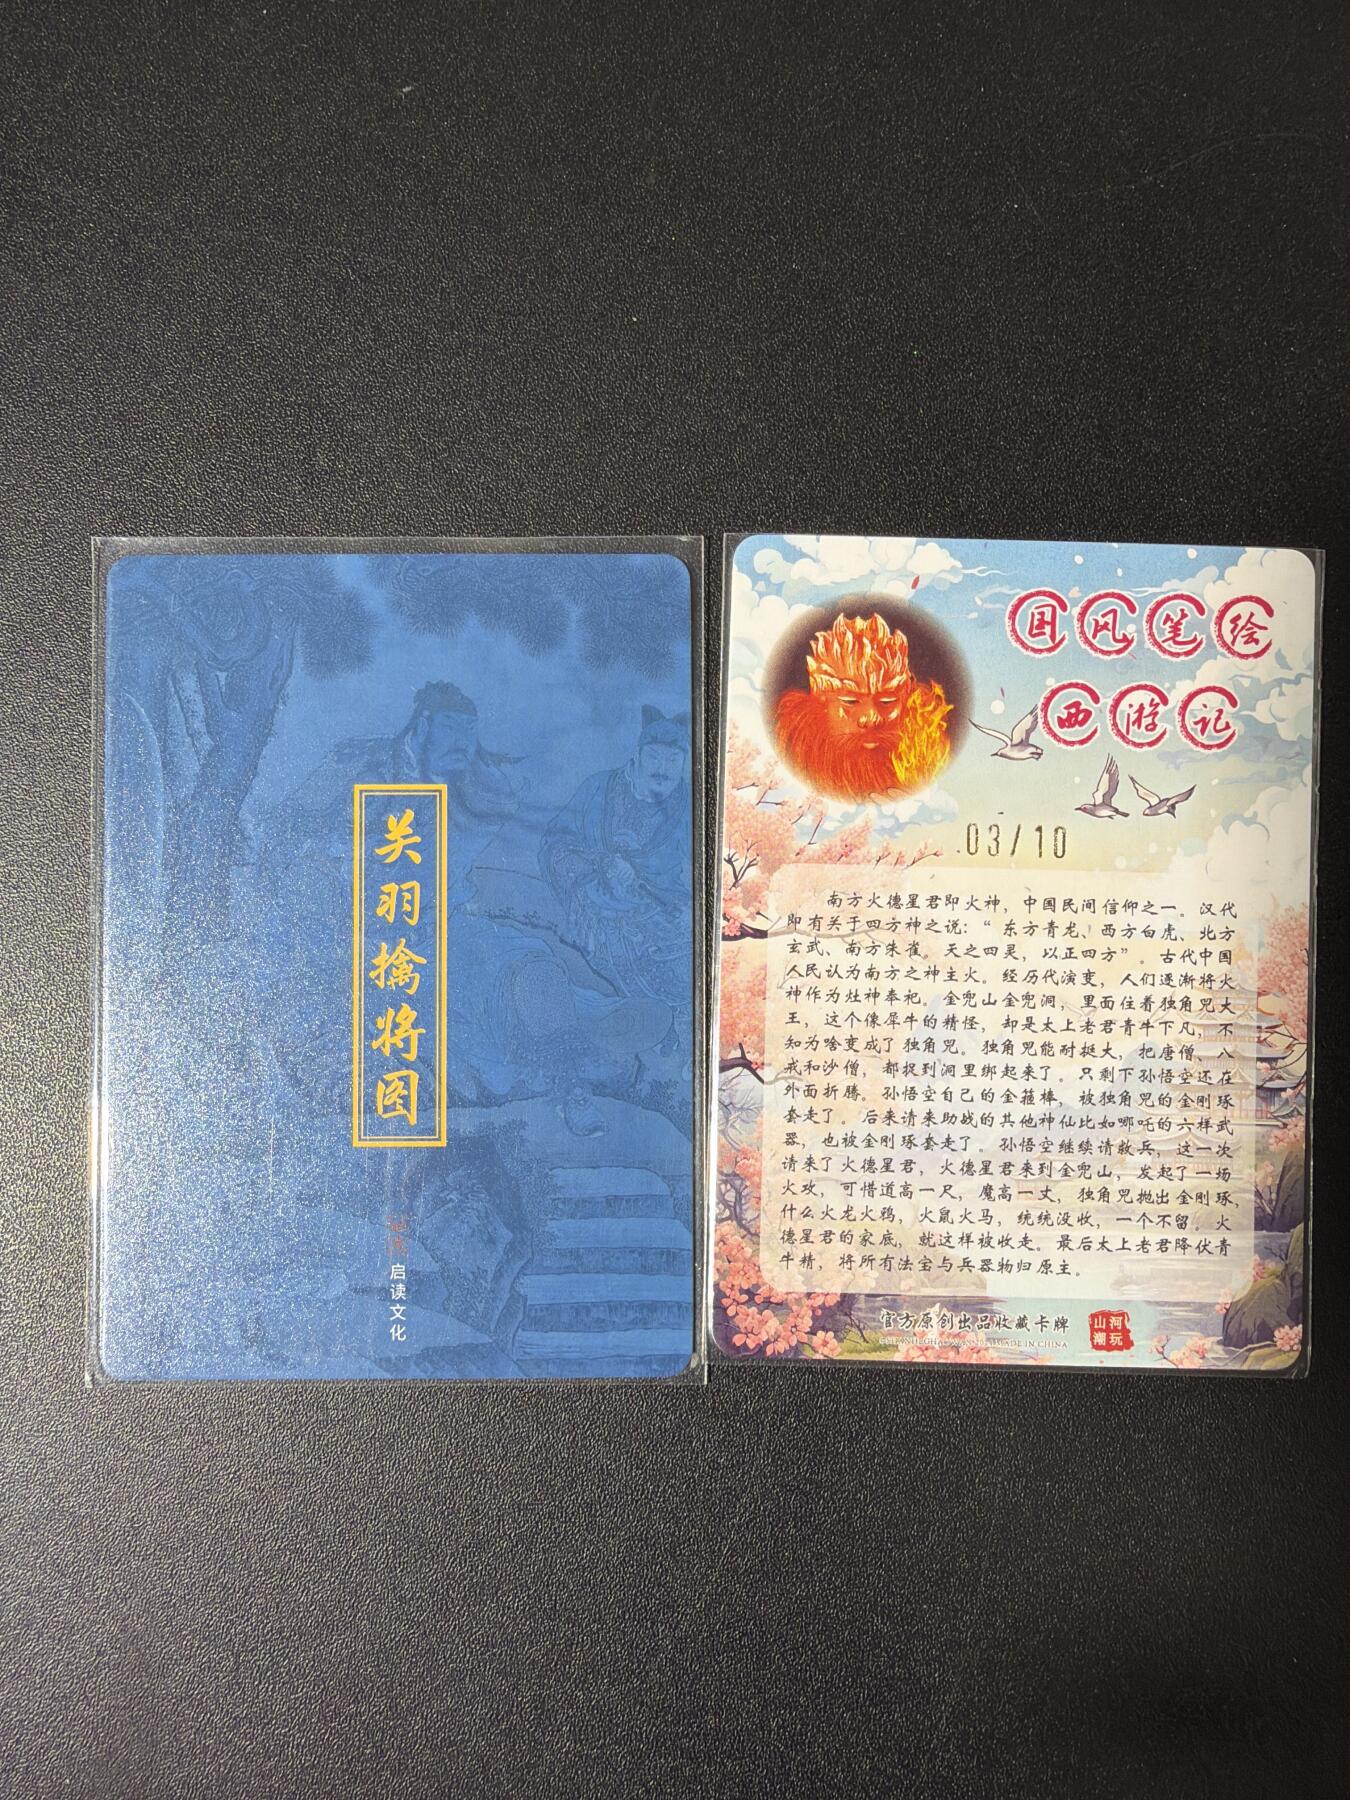 关羽擒将图
启读文化
国风笔绘
西游记
03/10
南方火德星君即火神，中国民间信仰之一。汉代
即有关于四方神之说：“东方青龙、西方白虎、北方
玄武、南方朱雀。天之四灵，以正四方”。古代中国
人民认为南方之神主火。经历代演变，人们逐渐将火
神作为灶神奉祀。金兜山金兜洞，里面住着独角兕大
王，这个像犀牛的精怪，却是太上老君青牛下凡，不
知为啥变成了独角兕。独角兕能耐挺大，把唐僧、八
戒和沙僧，都捉到洞里绑起来了。只剩下孙悟空还在
外面折腾。孙悟空自己的金箍棒，被独角兕的金刚琢
套走了。后来请来助战的其他神仙比如哪吒的六样武
器，也被金刚琢套走了。孙悟空继续请救兵，这一次
请来了火德星君，火德星君来到金兜山，发起了一场
火攻，可惜道高一尺，魔高一丈，独角兕抛出金刚琢，
什么火龙火鸦，火鼠火马，统统没收，一个不留。火
德星君的家底，就这样被收走。最后太上老君降伏青
牛精，将所有法宝与兵器物归原主。
官方原创出品收藏卡牌
MADE IN CHINA
山河
潮玩